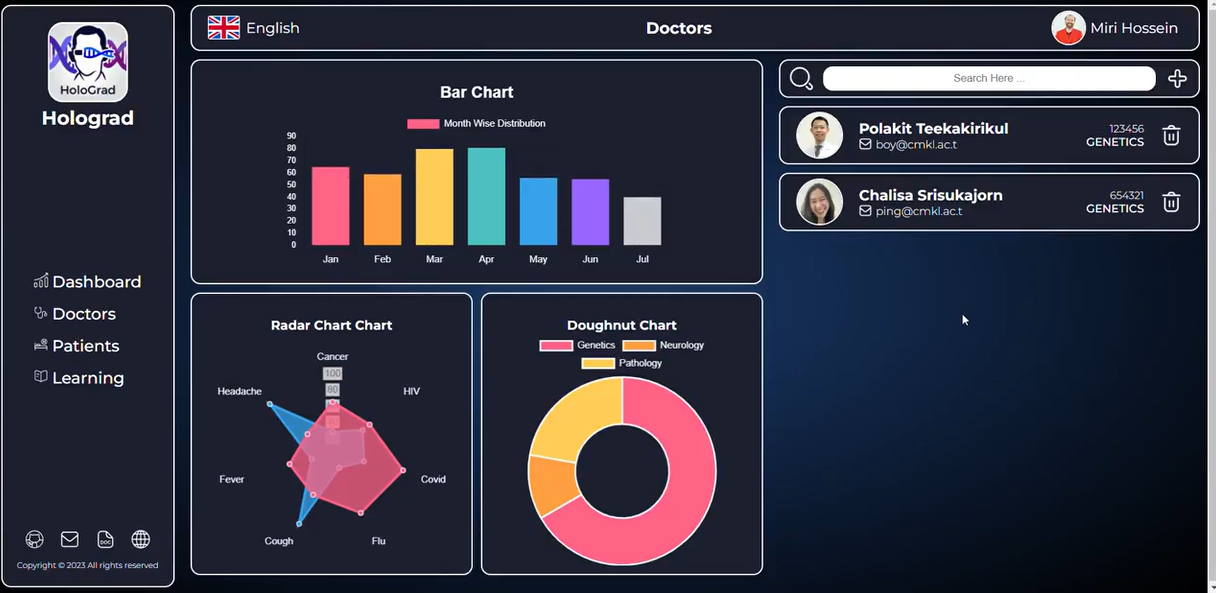 HoloGrad
Holograd
Dashboard
Doctors
Patients
Learning
DOC
Copyright © 2023 All rights reserved
English
Doctors
Miri Hossein
Bar Chart
Month Wise Distribution
90
80
70
60
50
40
30
20
10
0
Jan Feb Mar Apr May Jun Jul
Radar Chart Chart
Cancer
100
80
Headache
HIV
Fever
Covid
Cough
Flu
Doughnut Chart
Genetics Neurology
Pathology
Search Here ...
Polakit Teekakirikul
boy@cmkl.ac.t
123456
GENETICS
Chalisa Srisukajorn
ping@cmkl.ac.t
654321
GENETICS